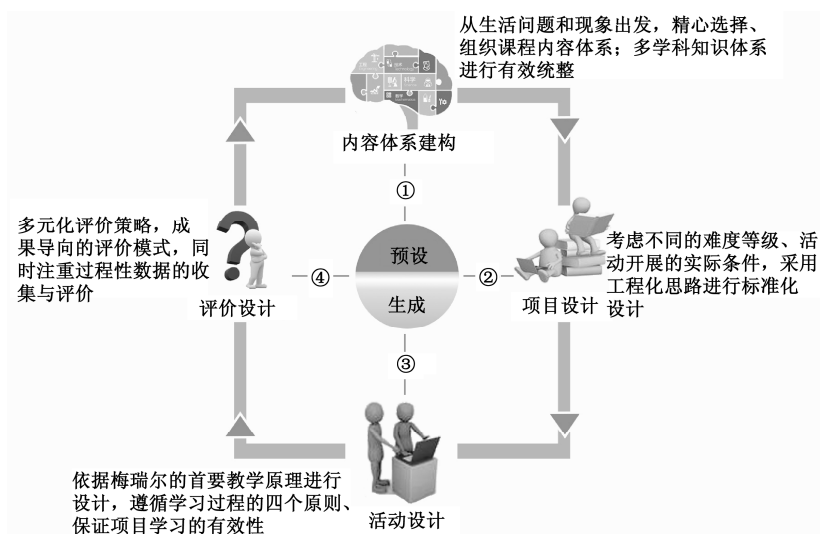 从生活问题和现象出发，精心选择、
组织课程内容体系；多学科知识体系
进行有效统整
科学
数学
Yo
内容体系建构
①
多元化评价策略，成
果导向的评价模式，同
时注重过程性数据的收
集与评价
评价设计
④
预设
生成
②
项目设计
考虑不同的难度等级、活
动开展的实际条件，采用
工程化思路进行标准化
设计
③
依据梅瑞尔的首要教学原理进行
设计，遵循学习过程的四个原则、
保证项目学习的有效性
活动设计